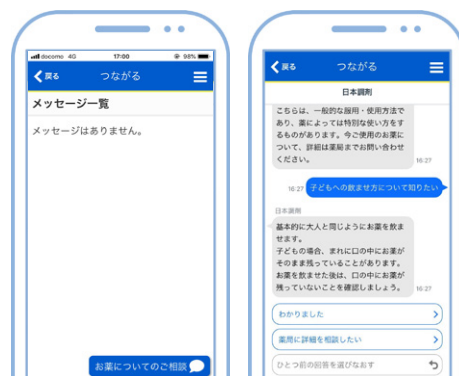 docomo 4G 17:00 98%
戻る つながる
メッセージ一覧
メッセージはありません。
お薬についてのご相談
戻る つながる
日本調剤
こちらは、一般的な服用・使用方法で
あり、薬によっては特別な使い方をす
るものがあります。今ご使用のお薬に
ついて、詳細は薬局までお問い合わせ
ください。
16:27
16:27 子どもへの飲ませ方について知りたい
日本調剤
基本的に大人と同じようにお薬を飲ま
せます。
子どもの場合、まれに口の中にお薬が
そのまま残っていることがあります。
お薬を飲ませた後は、口の中にお薬が
残っていないことを確認しましょう。
16:27
わかりました
薬局に詳細を相談したい
ひとつ前の回答を選びなおす